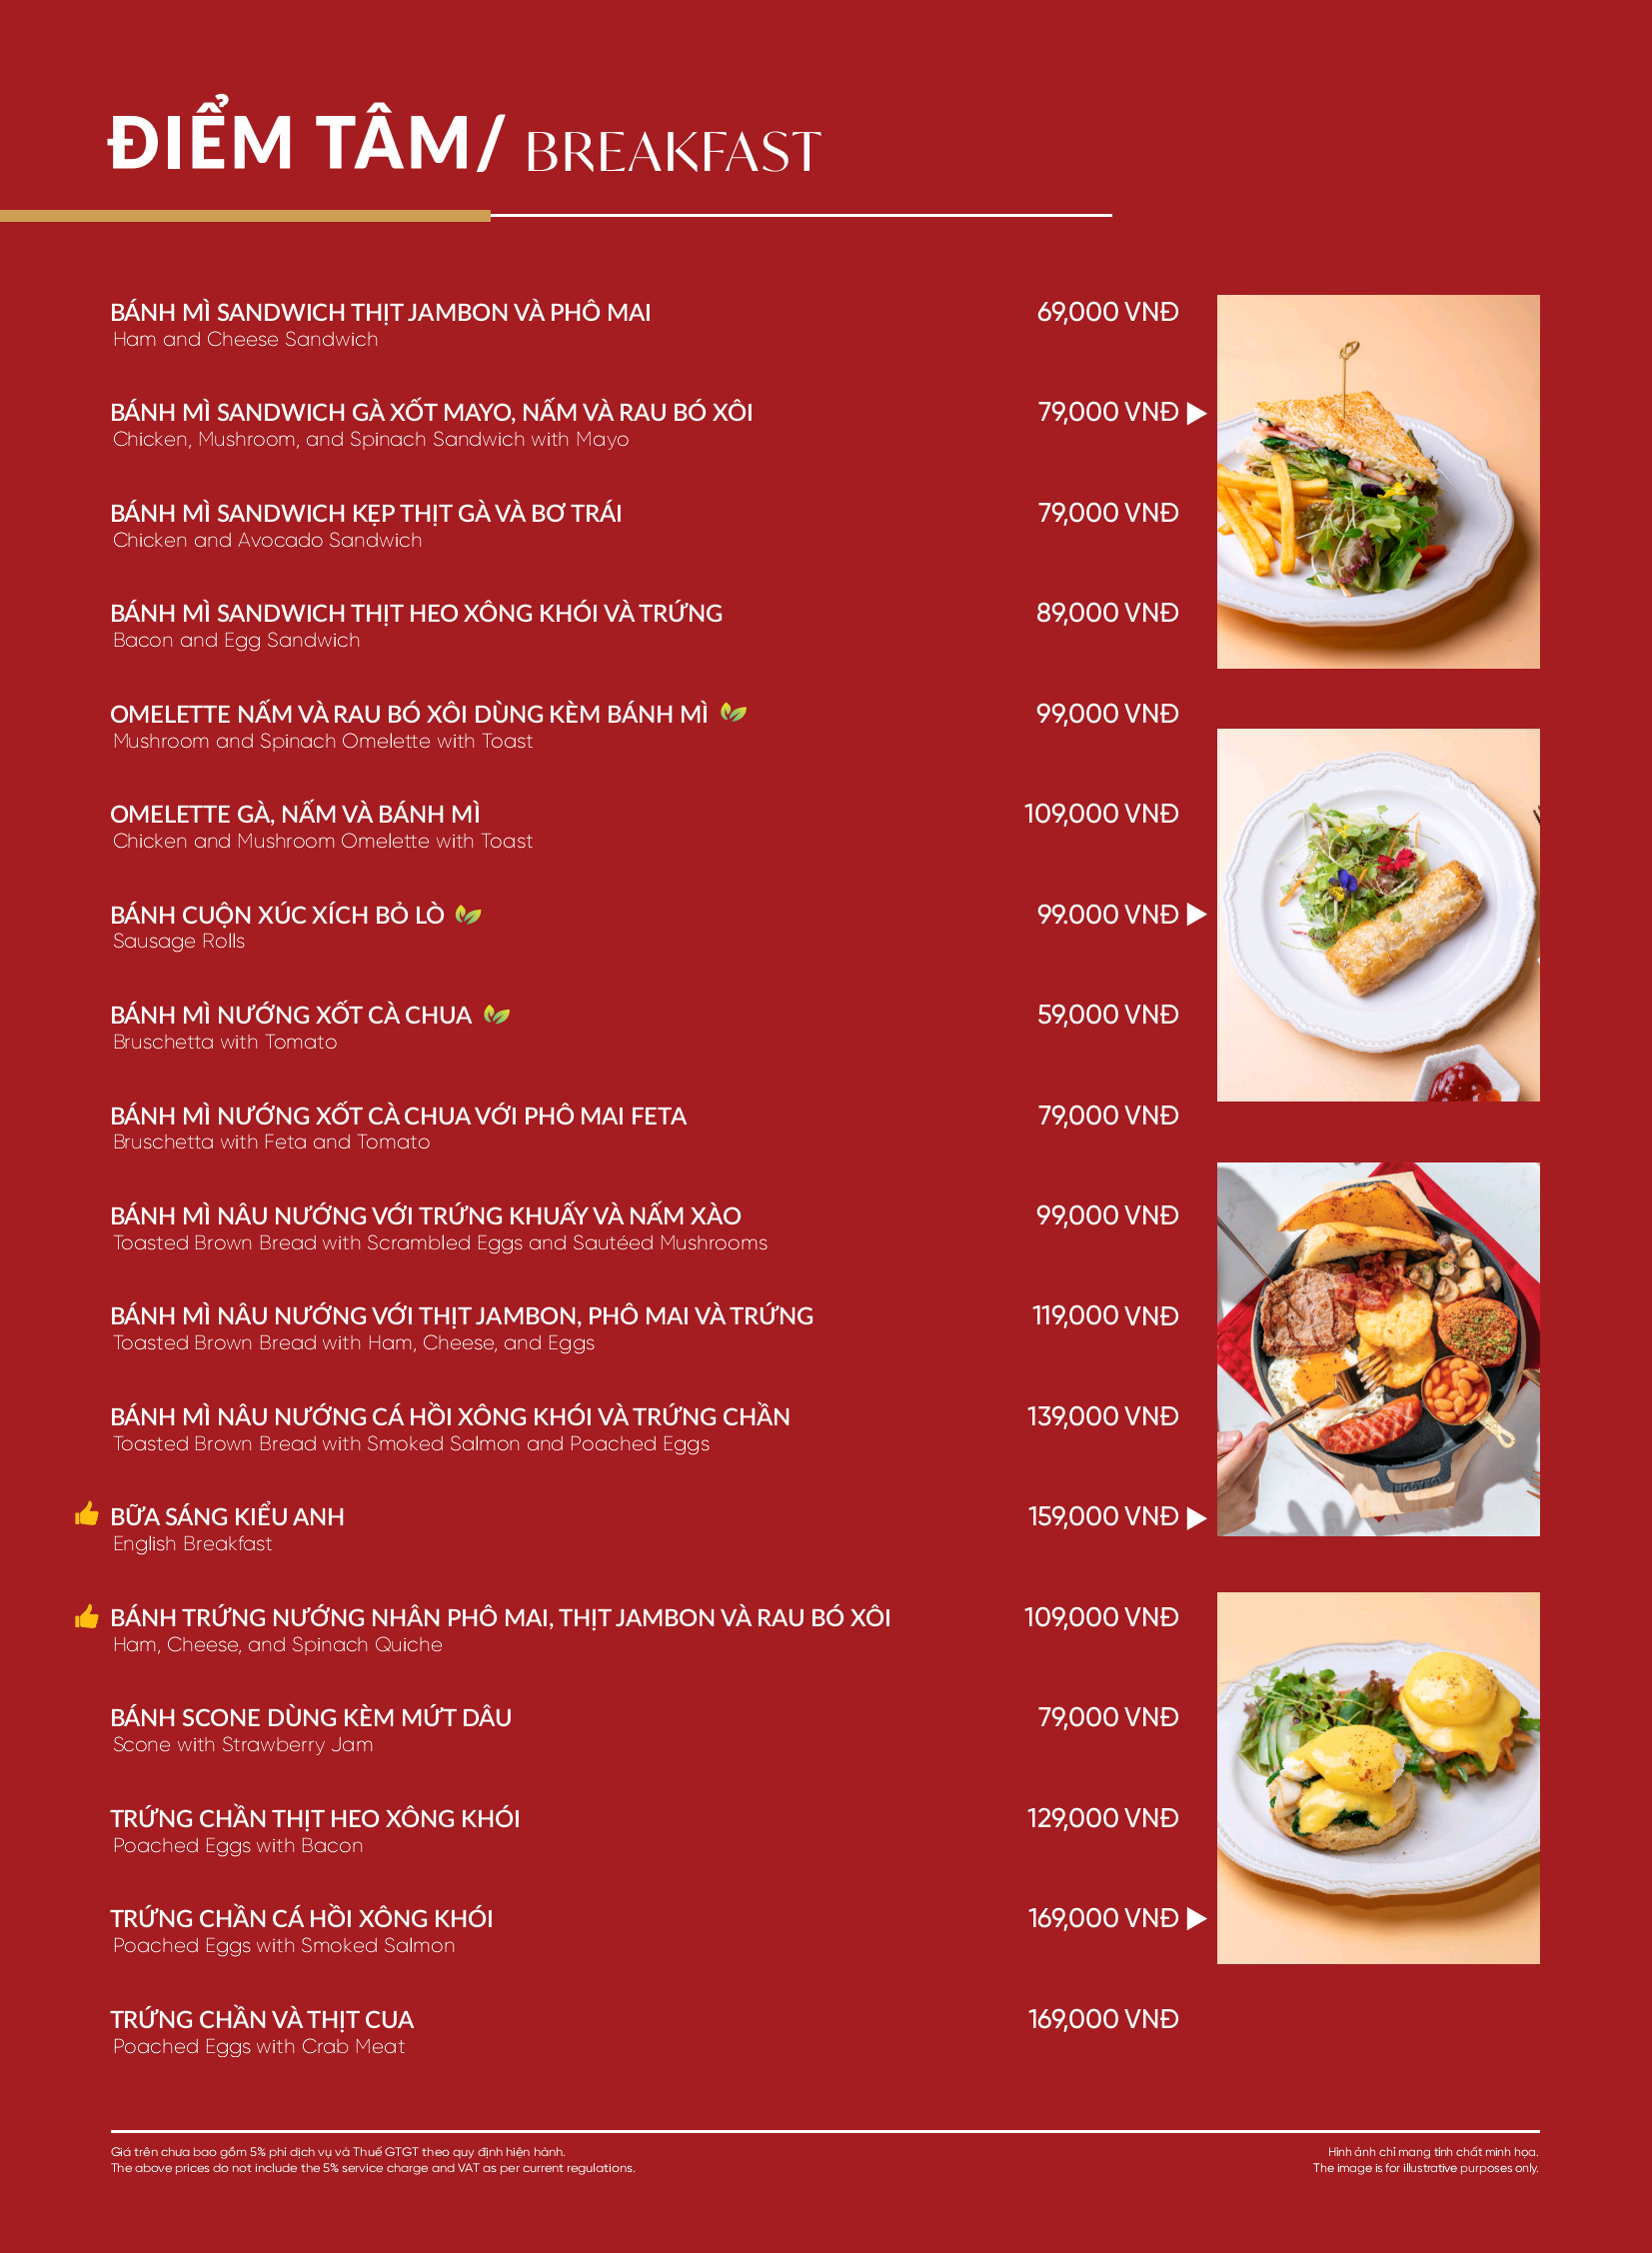 ĐIỂM TÂM/ BREAKFAST
BÁNH MÌ SANDWICH THỊT JAMBON VÀ PHÔ MAI 69,000 VNĐ
Ham and Cheese Sandwich
BÁNH MÌ SANDWICH GÀ XỐT MAYO, NẤM VÀ RAU BÓ XÔI 79,000 VNĐ
Chicken, Mushroom, and Spinach Sandwich with Mayo
BÁNH MÌ SANDWICH KẸP THỊT GÀ VÀ BƠ TRÁI 79,000 VNĐ
Chicken and Avocado Sandwich
BÁNH MÌ SANDWICH THỊT HEO XÔNG KHÓI VÀ TRỨNG 89,000 VNĐ
Bacon and Egg Sandwich
OMELETTE NẤM VÀ RAU BÓ XÔI DÙNG KÈM BÁNH MÌ 99,000 VNĐ
Mushroom and Spinach Omelette with Toast
OMELETTE GÀ, NẤM VÀ BÁNH MÌ 109,000 VNĐ
Chicken and Mushroom Omelette with Toast
BÁNH CUỘN XÚC XÍCH BỎ LÒ 99.000 VNĐ
Sausage Rolls
BÁNH MÌ NƯỚNG XỐT CÀ CHUA 59,000 VNĐ
Bruschetta with Tomato
BÁNH MÌ NƯỚNG XỐT CÀ CHUA VỚI PHÔ MAI FETA 79,000 VNĐ
Bruschetta with Feta and Tomato
BÁNH MÌ NÂU NƯỚNG VỚI TRỨNG KHUẤY VÀ NẤM XÀO 99,000 VNĐ
Toasted Brown Bread with Scrambled Eggs and Sautéed Mushrooms
BÁNH MÌ NÂU NƯỚNG VỚI THỊT JAMBON, PHÔ MAI VÀ TRỨNG 119,000 VNĐ
Toasted Brown Bread with Ham, Cheese, and Eggs
BÁNH MÌ NÂU NƯỚNG CÁ HỒI XÔNG KHÓI VÀ TRỨNG CHẦN 139,000 VNĐ
Toasted Brown Bread with Smoked Salmon and Poached Eggs
BỮA SÁNG KIỂU ANH 159,000 VNĐ
English Breakfast
BÁNH TRỨNG NƯỚNG NHÂN PHÔ MAI, THỊT JAMBON VÀ RAU BÓ XÔI 109,000 VNĐ
Ham, Cheese, and Spinach Quiche
BÁNH SCONE DÙNG KÈM MỨT DÂU 79,000 VNĐ
Scone with Strawberry Jam
TRỨNG CHẦN THỊT HEO XÔNG KHÓI 129,000 VNĐ
Poached Eggs with Bacon
TRỨNG CHẦN CÁ HỒI XÔNG KHÓI 169,000 VNĐ
Poached Eggs with Smoked Salmon
TRỨNG CHẦN VÀ THỊT CUA 169,000 VNĐ
Poached Eggs with Crab Meat
Giá trên chưa bao gồm 5% phí dịch vụ và Thuế GTGT theo quy định hiện hành.
The above prices do not include the 5% service charge and VAT as per current regulations.
Hình ảnh chỉ mang tính chất minh họa.
The image is for illustrative purposes only.